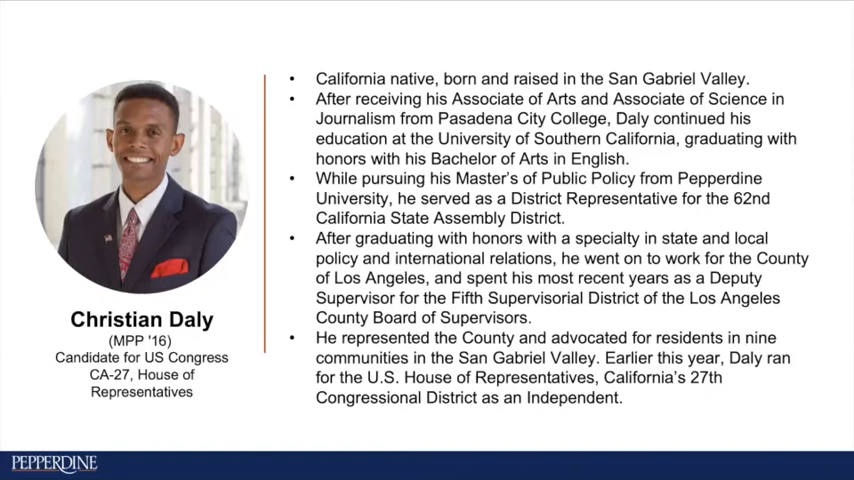 Christian Daly
(MPP '16)
Candidate for US Congress
CA-27, House of
Representatives
• California native, born and raised in the San Gabriel Valley.
• After receiving his Associate of Arts and Associate of Science in
Journalism from Pasadena City College, Daly continued his
education at the University of Southern California, graduating with
honors with his Bachelor of Arts in English.
• While pursuing his Master's of Public Policy from Pepperdine
University, he served as a District Representative for the 62nd
California State Assembly District.
• After graduating with honors with a specialty in state and local
policy and international relations, he went on to work for the County
of Los Angeles, and spent his most recent years as a Deputy
Supervisor for the Fifth Supervisorial District of the Los Angeles
County Board of Supervisors.
• He represented the County and advocated for residents in nine
communities in the San Gabriel Valley. Earlier this year, Daly ran
for the U.S. House of Representatives, California's 27th
Congressional District as an Independent.
PEPPERDINE